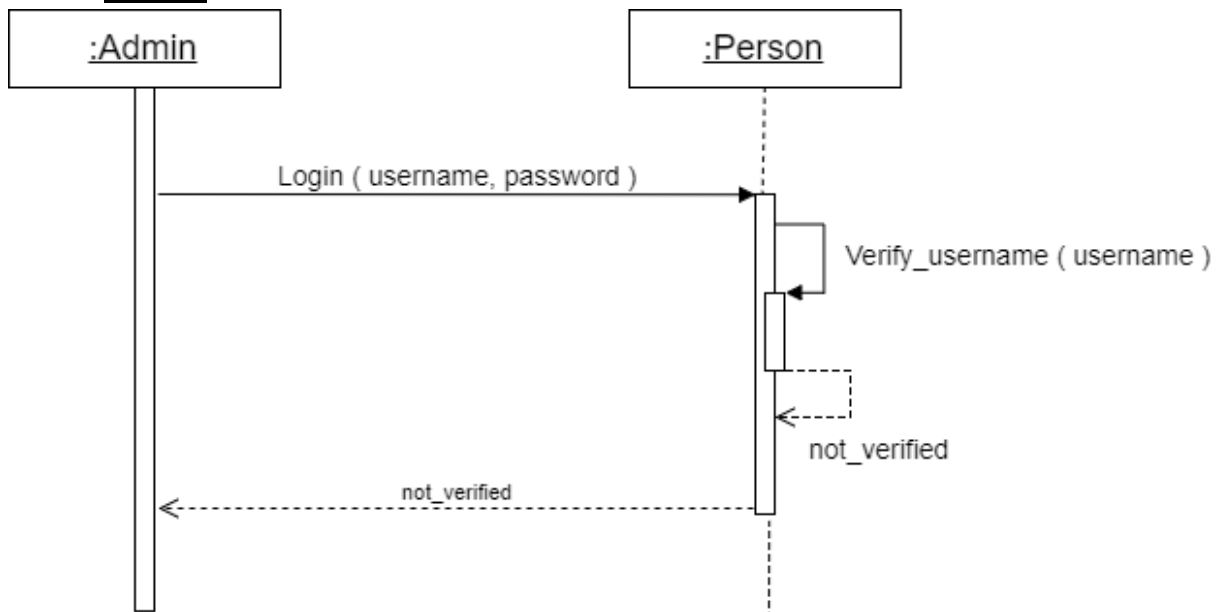 :Admin
:Person
Login ( username, password )
Verify_username ( username )
not_verified
not_verified